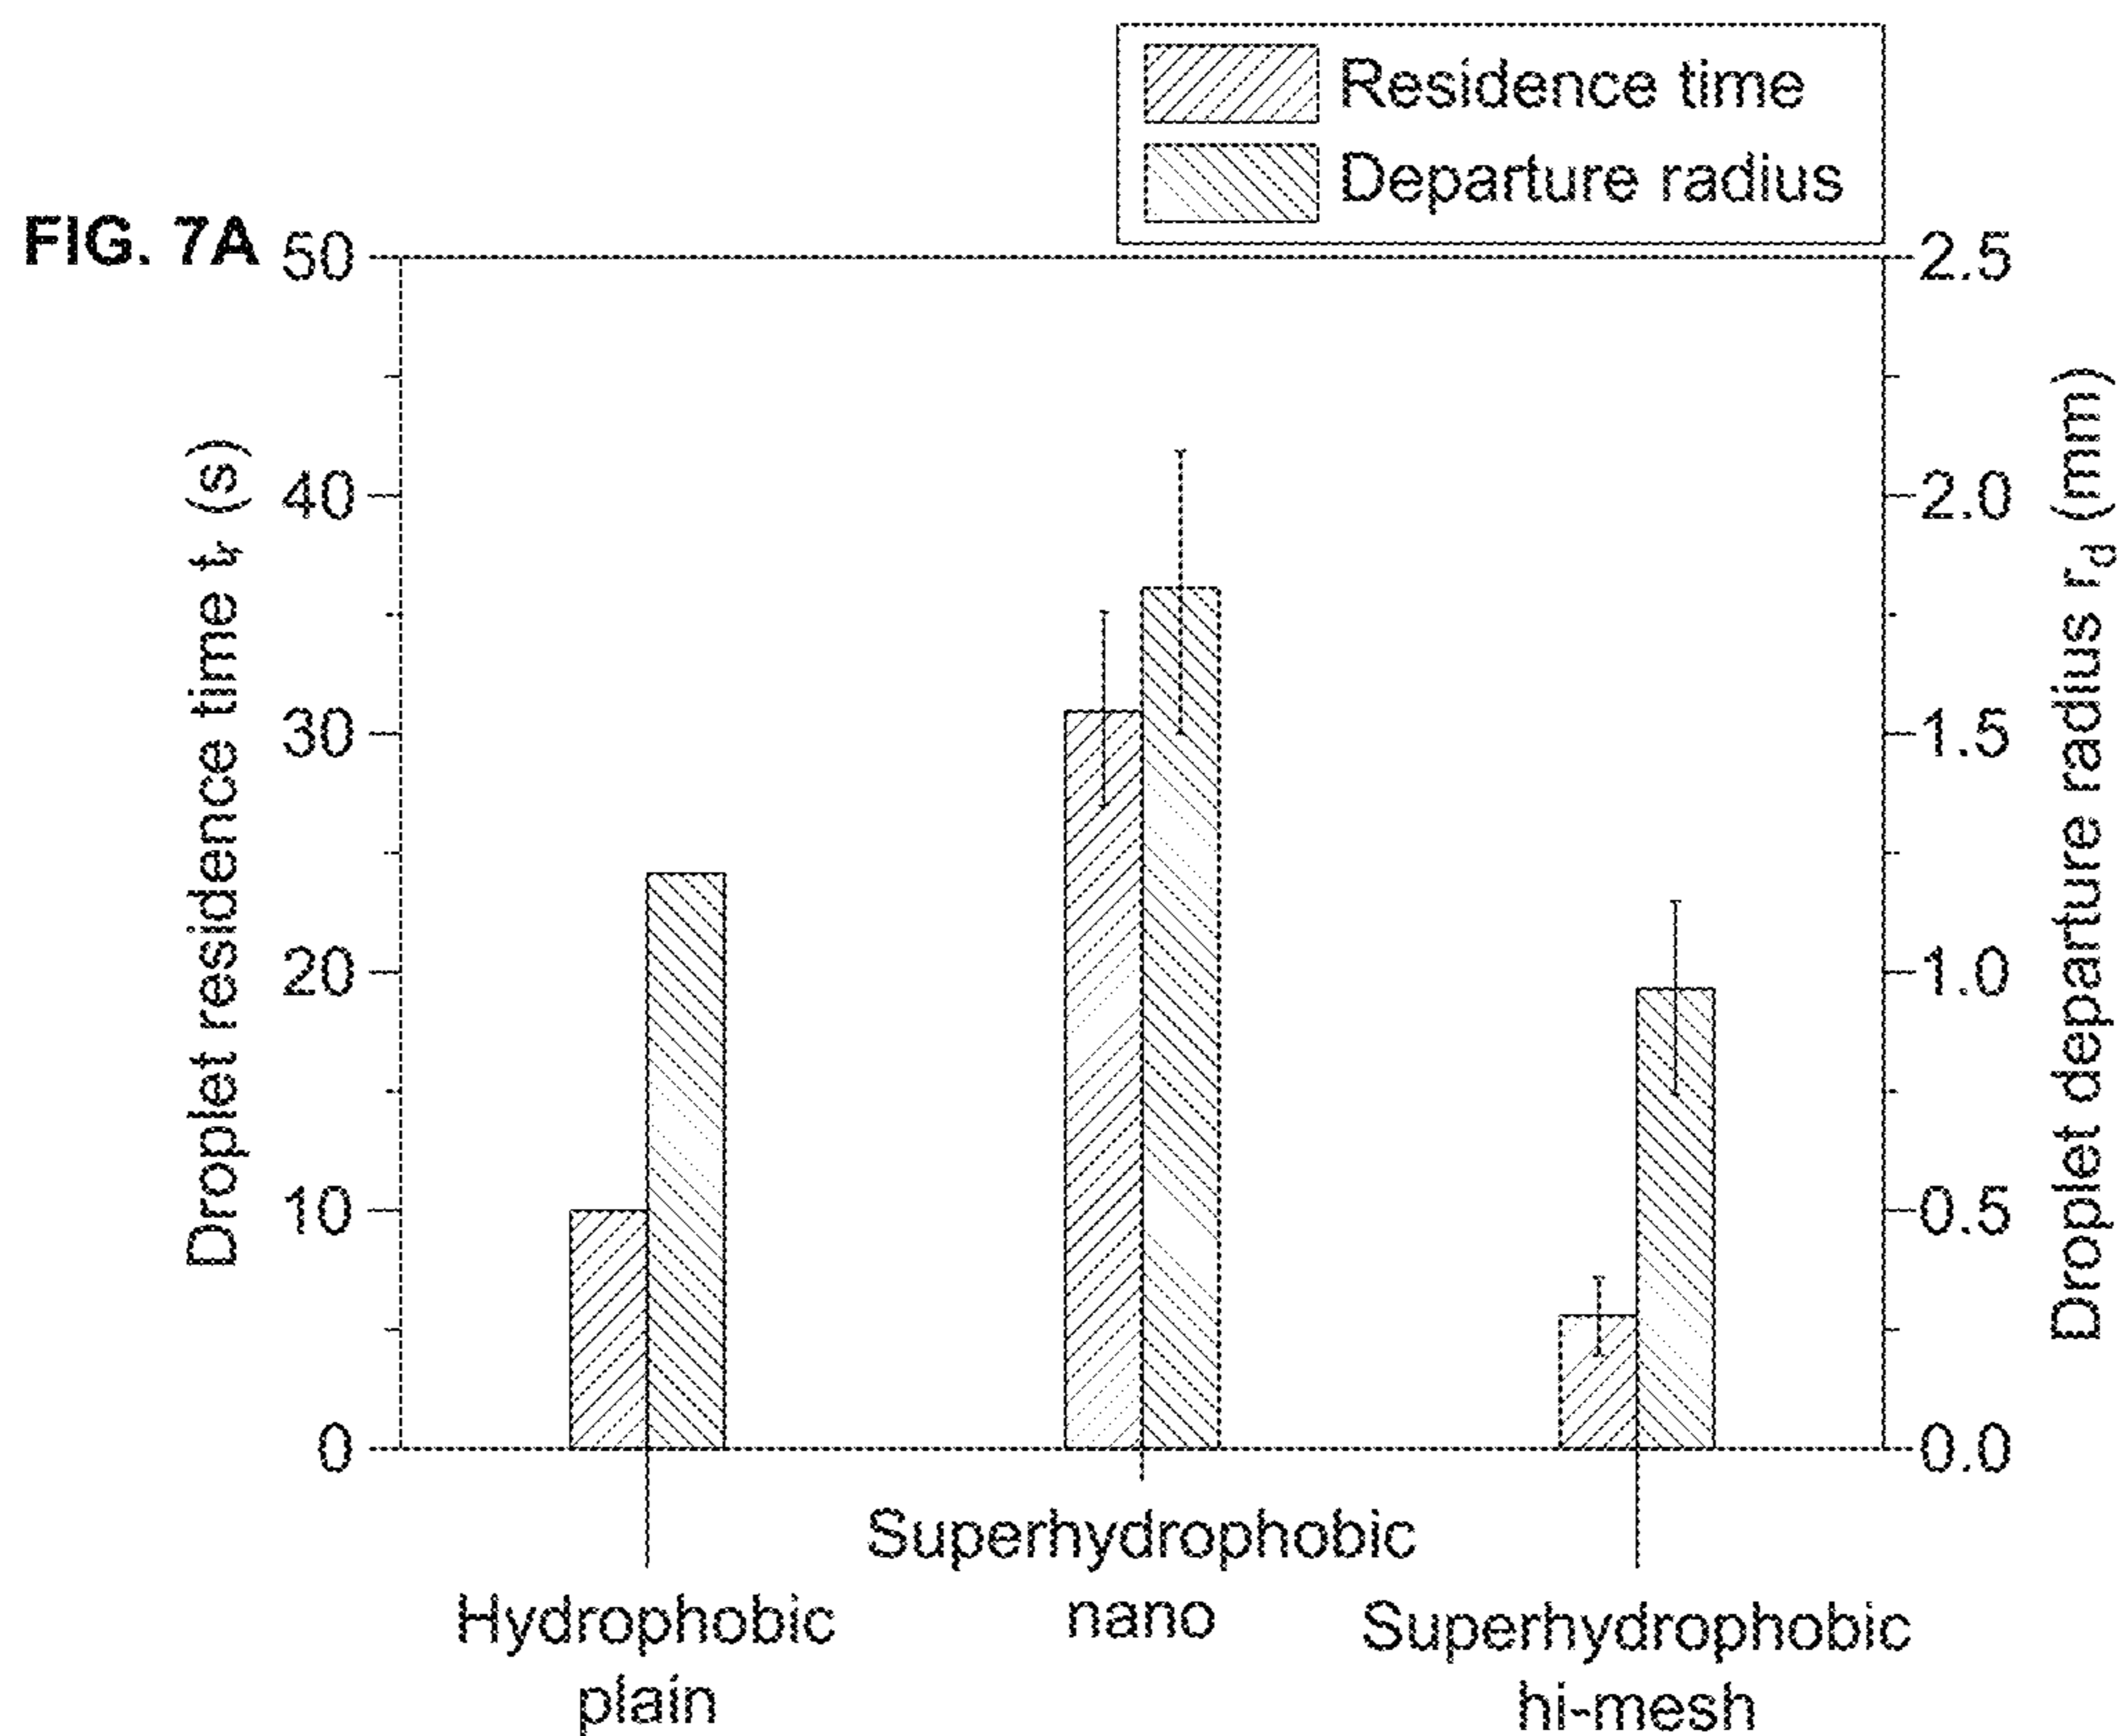 Residence time
Departure radius
FIG. 7A
50
40
30
20
10
0
Droplet residence time tᵣ (s)
2.5
2.0
1.5
1.0
0.5
0.0
Droplet departure radius r_d (mm)
Hydrophobic
plain
Superhydrophobic
nano
Superhydrophobic
hi-mesh